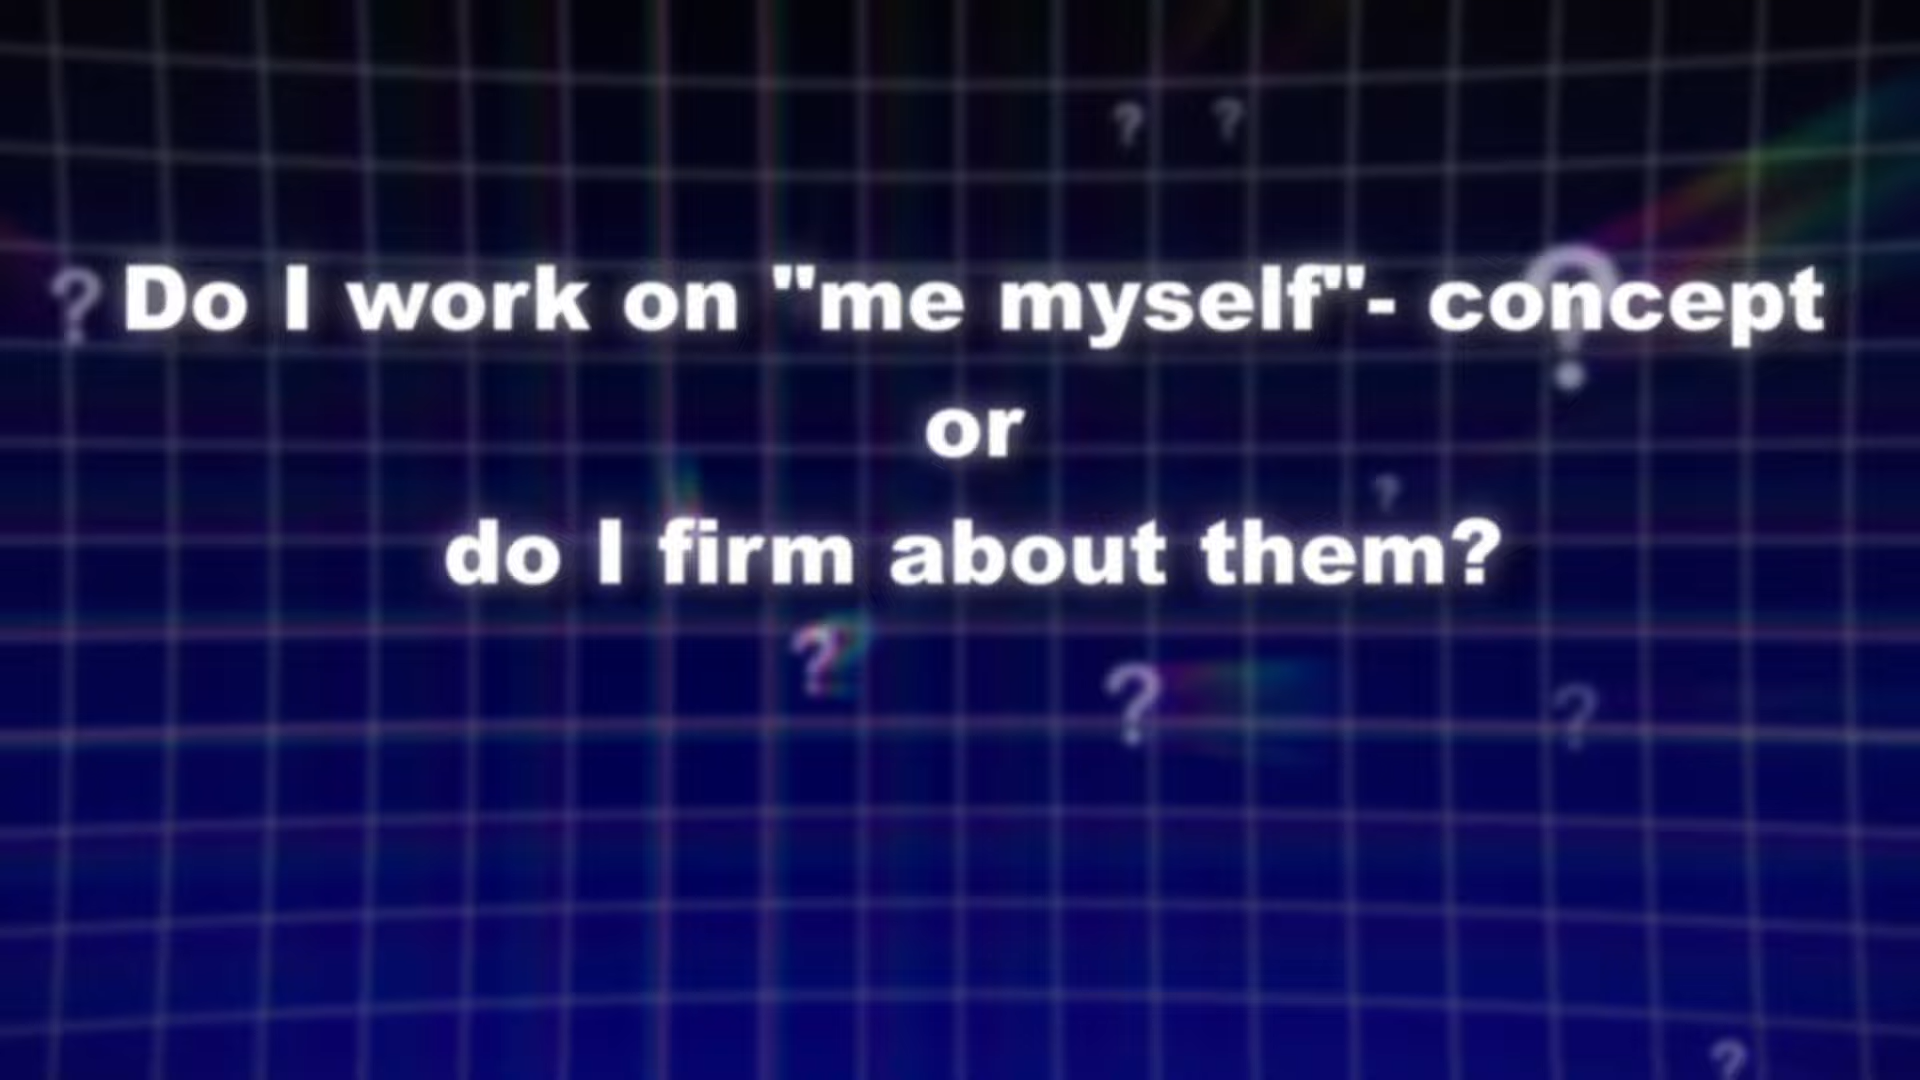 Do I work on "me myself"- concept
or
do I firm about them?